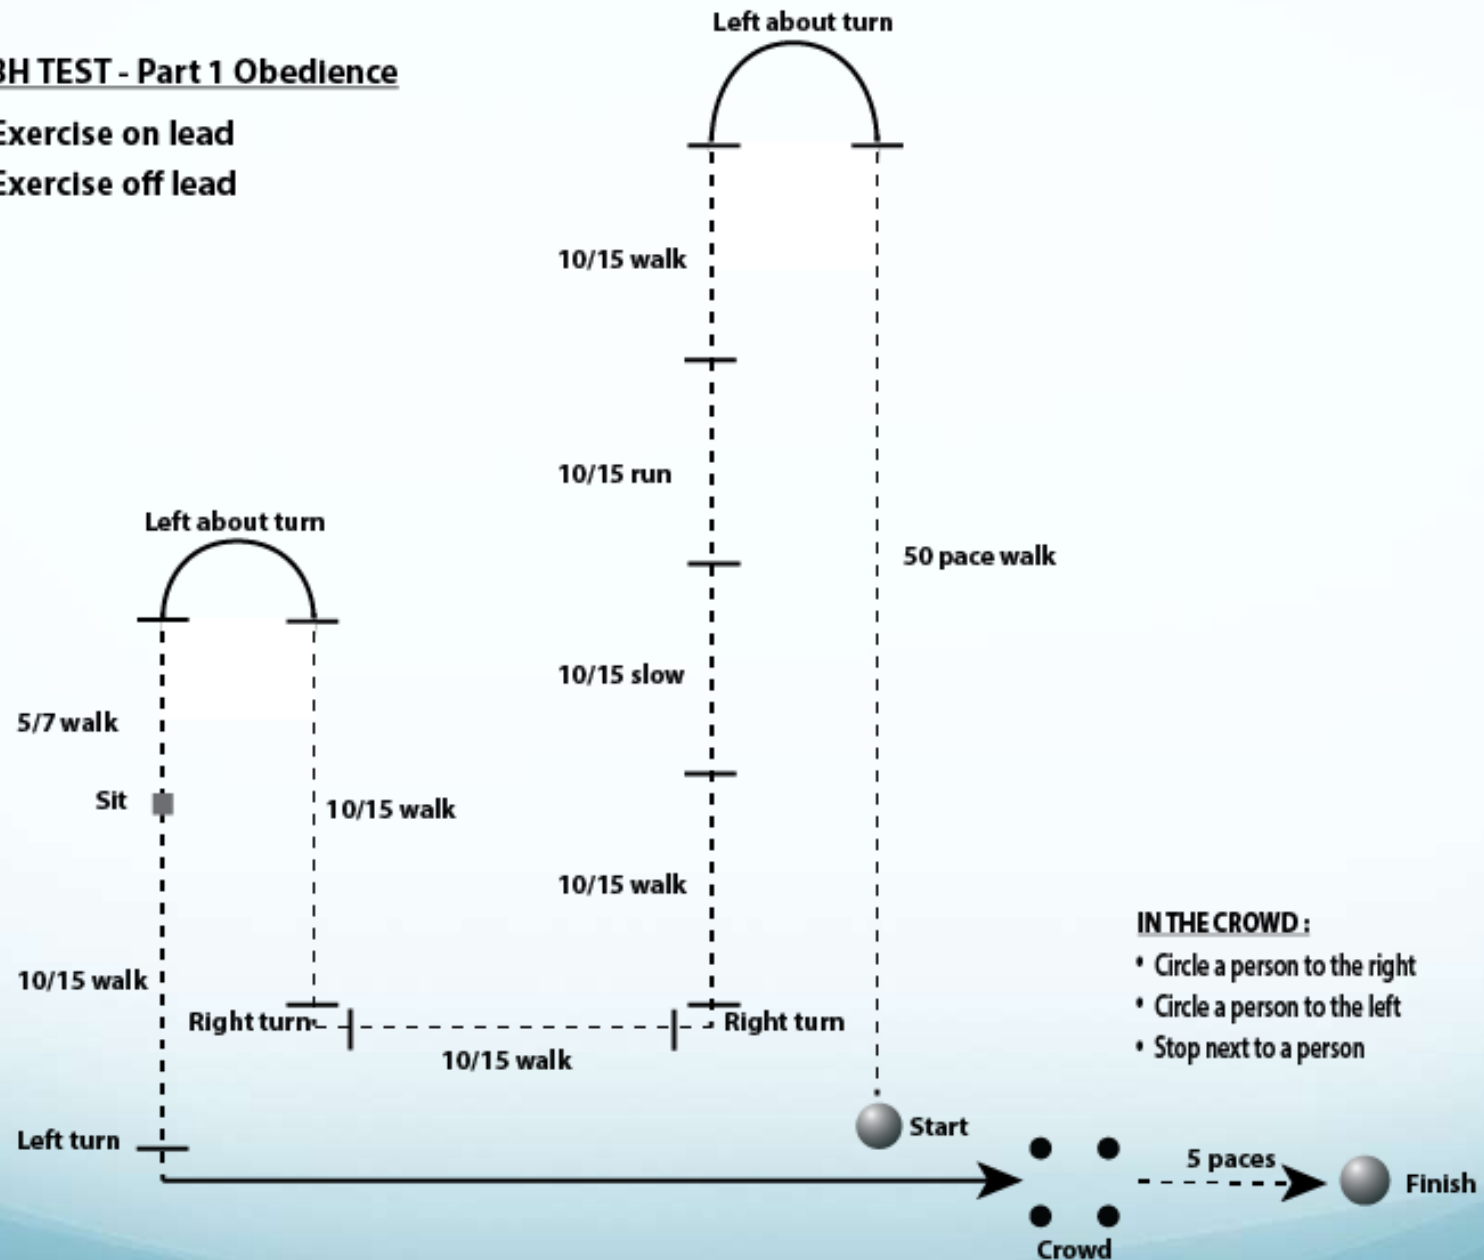 BH TEST - Part 1 Obedience
Exercise on lead
Exercise off lead
Left about turn
10/15 walk
10/15 run
50 pace walk
10/15 slow
10/15 walk
Right turn
10/15 walk
Right turn
10/15 walk
Left about turn
5/7 walk
Sit
10/15 walk
Left turn
Start
IN THE CROWD :
• Circle a person to the right
• Circle a person to the left
• Stop next to a person
Crowd
5 paces
Finish